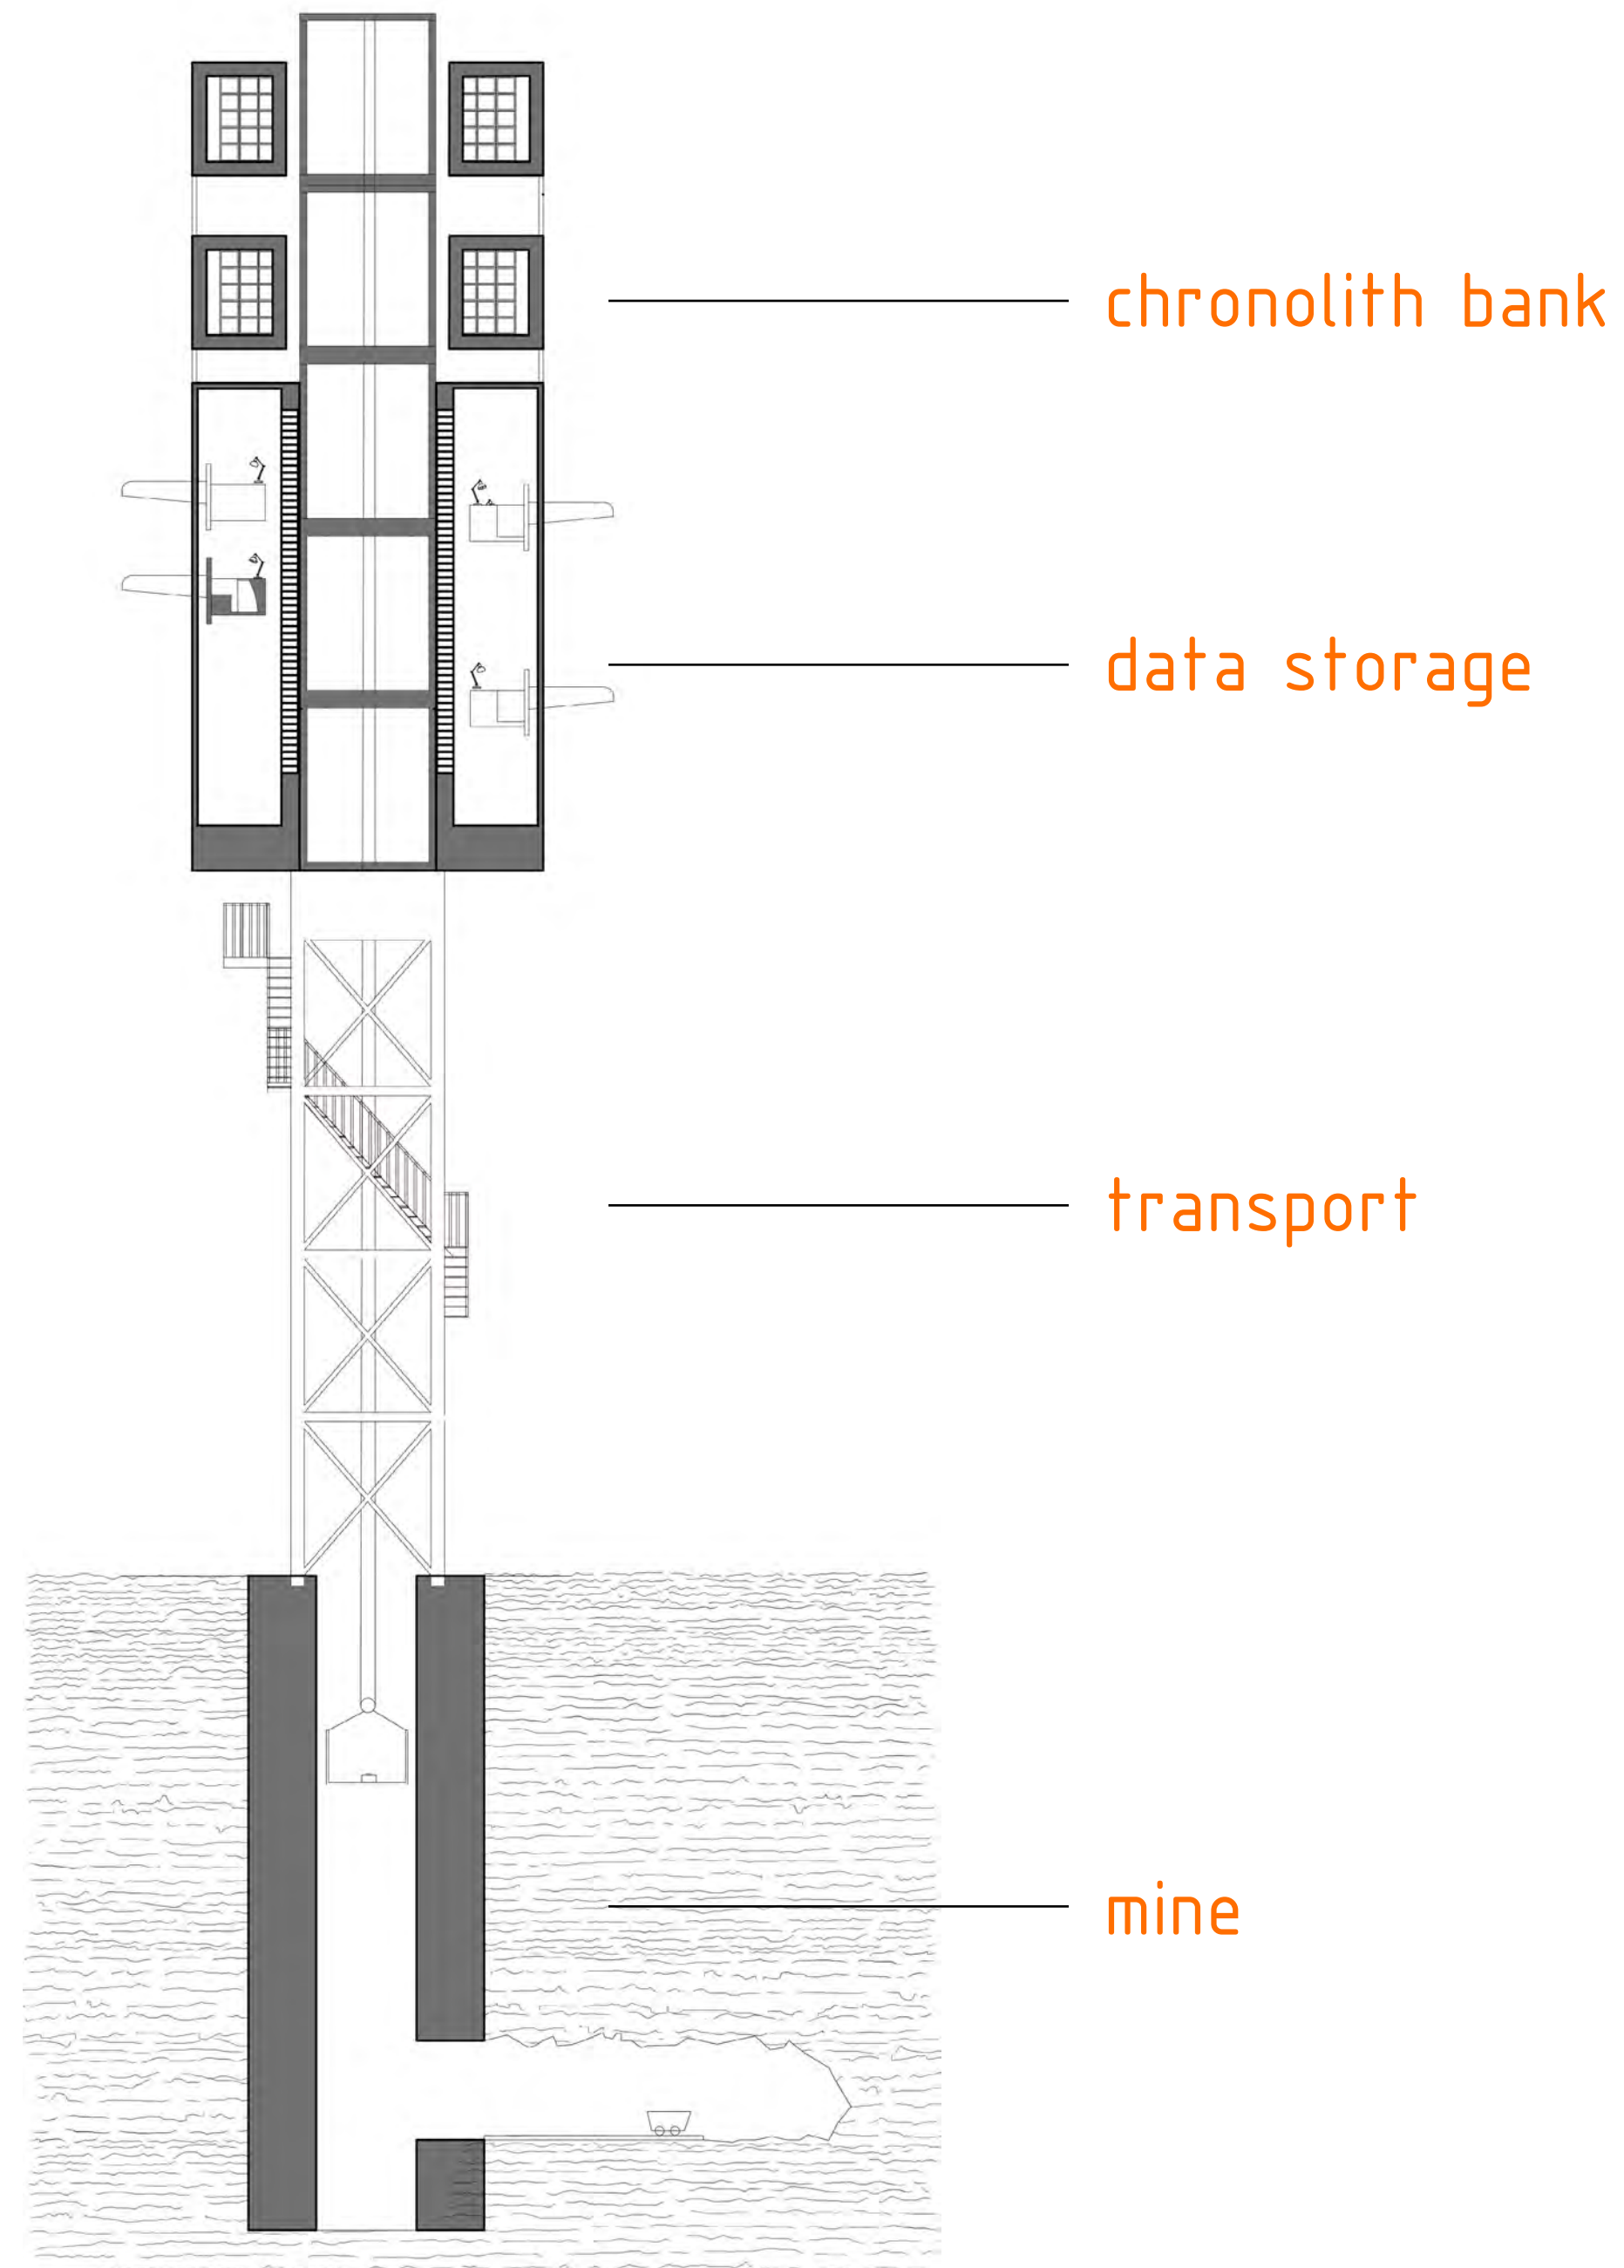 chronolith bank
data storage
transport
mine